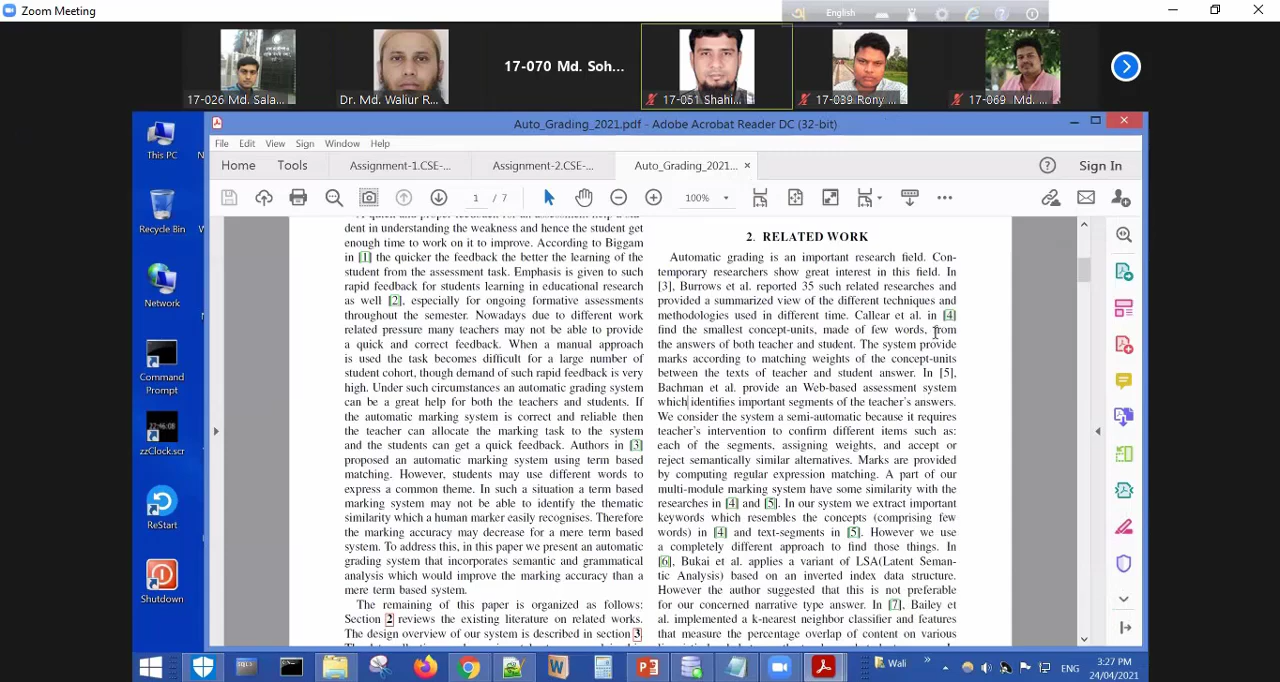 Zoom Meeting
English
17-026 Md. Sala...
Dr. Md. Waliur R...
17-070 Md. Soh...
17-051 Shahi...
17-039 Rony ...
17-069 Md. ...
Auto_Grading_2021.pdf - Adobe Acrobat Reader DC (32-bit)
File Edit View Sign Window Help
Home Tools Assignment-1.CSE-... Assignment-2.CSE-... Auto_Grading_2021... × Sign In
1 / 7 100%
This PC
Recycle Bin
Network
Command
Prompt
22:46:08
zzClock.scr
ReStart
Shutdown
dent in understanding the weakness and hence the student get
enough time to work on it to improve. According to Biggam
in [1] the quicker the feedback the better the learning of the
student from the assessment task. Emphasis is given to such
rapid feedback for students learning in educational research
as well [2], especially for ongoing formative assessments
throughout the semester. Nowadays due to different work
related pressure many teachers may not be able to provide
a quick and correct feedback. When a manual approach
is used the task becomes difficult for a large number of
student cohort, though demand of such rapid feedback is very
high. Under such circumstances an automatic grading system
can be a great help for both the teachers and students. If
the automatic marking system is correct and reliable then
the teacher can allocate the marking task to the system
and the students can get a quick feedback. Authors in [3]
proposed an automatic marking system using term based
matching. However, students may use different words to
express a common theme. In such a situation a term based
marking system may not be able to identify the thematic
similarity which a human marker easily recognises. Therefore
the marking accuracy may decrease for a mere term based
system. To address this, in this paper we present an automatic
grading system that incorporates semantic and grammatical
analysis which would improve the marking accuracy than a
mere term based system.
The remaining of this paper is organized as follows:
Section 2 reviews the existing literature on related works.
The design overview of our system is described in section 3
2. RELATED WORK
Automatic grading is an important research field. Con-
temporary researchers show great interest in this field. In
[3], Burrows et al. reported 35 such related researches and
provided a summarized view of the different techniques and
methodologies used in different time. Callear et al. in [4]
find the smallest concept-units, made of few words, from
the answers of both teacher and student. The system provide
marks according to matching weights of the concept-units
between the texts of teacher and student answer. In [5],
Bachman et al. provide an Web-based assessment system
which identifies important segments of the teacher's answers.
We consider the system a semi-automatic because it requires
teacher's intervention to confirm different items such as:
each of the segments, assigning weights, and accept or
reject semantically similar alternatives. Marks are provided
by computing regular expression matching. A part of our
multi-module marking system have some similarity with the
researches in [4] and [5]. In our system we extract important
keywords which resembles the concepts (comprising few
words) in [4] and text-segments in [5]. However we use
a completely different approach to find those things. In
[6], Bukai et al. applies a variant of LSA(Latent Seman-
tic Analysis) based on an inverted index data structure.
However the author suggested that this is not preferable
for our concerned narrative type answer. In [7], Bailey et
al. implemented a k-nearest neighbor classifier and features
that measure the percentage overlap of content on various
Wali » ENG 3:27 PM
24/04/2021